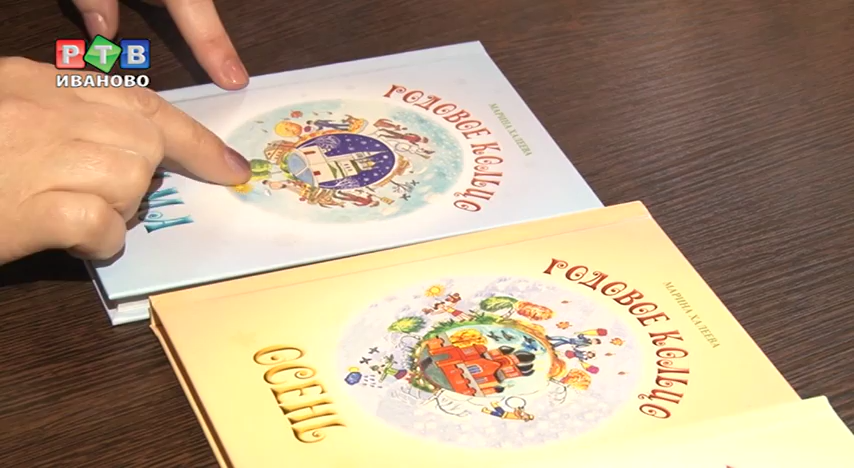 РТВ
ИВАНОВО
МАРИНА ХАЛЕЕВА
ГОДОВОЕ КОЛЬЦО
МАРИНА ХАЛЕЕВА
ГОДОВОЕ КОЛЬЦО
ОСЕНЬ